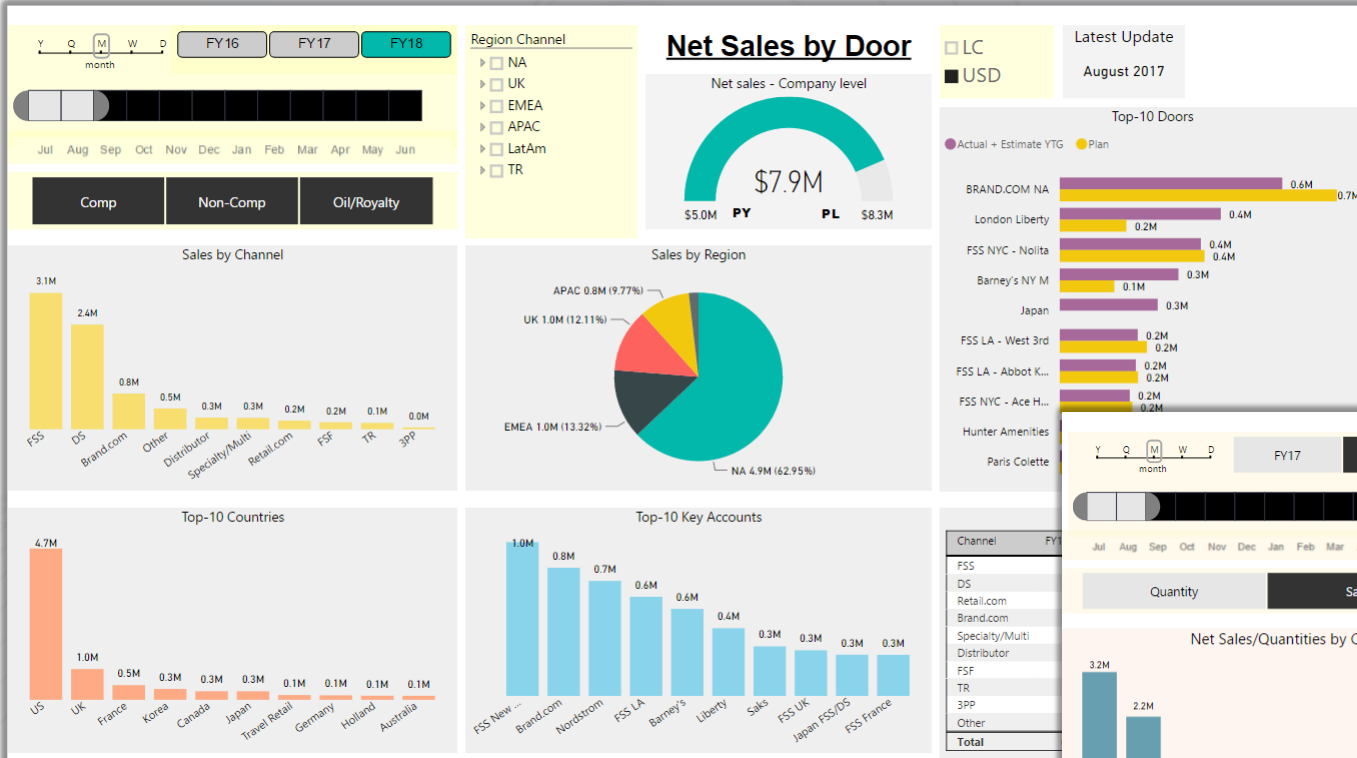 Y Q M W D
month
FY16 FY17 FY18
Jul Aug Sep Oct Nov Dec Jan Feb Mar Apr May Jun
Comp Non-Comp Oil/Royalty
Region Channel
NA
UK
EMEA
APAC
LatAm
TR
Net Sales by Door
Net sales - Company level
$7.9M
$5.0M PY PL $8.3M
LC
USD
Latest Update
August 2017
Top-10 Doors
Actual + Estimate YTG Plan
BRAND.COM NA 0.6M
0.7M
London Liberty 0.4M
0.2M
FSS NYC - Nolita 0.4M
0.4M
Barney's NY M 0.3M
0.1M
Japan 0.3M
FSS LA - West 3rd 0.2M
0.2M
FSS LA - Abbot K... 0.2M
0.2M
FSS NYC - Ace H... 0.2M
0.2M
Hunter Amenities
Paris Colette
Sales by Channel
3.1M 2.4M 0.8M 0.5M 0.3M 0.3M 0.2M 0.2M 0.1M 0.0M
FSS DS Brand.com Other Distributor Specialty/Multi Retail.com FSF TR 3PP
Sales by Region
APAC 0.8M (9.77%)
UK 1.0M (12.11%)
EMEA 1.0M (13.32%)
NA 4.9M (62.95%)
Top-10 Countries
4.7M 1.0M 0.5M 0.3M 0.3M 0.3M 0.1M 0.1M 0.1M 0.1M
US UK France Korea Canada Japan Travel Retail Germany Holland Australia
Top-10 Key Accounts
1.0M 0.8M 0.7M 0.6M 0.6M 0.4M 0.3M 0.3M 0.3M 0.3M
FSS New ... Brand.com Nordstrom FSS LA Barney's Liberty Saks FSS UK Japan FSS/DS FSS France
Channel FY1
FSS
DS
Retail.com
Brand.com
Specialty/Multi
Distributor
FSF
TR
3PP
Other
Total
Y Q M W D
month
FY17
Jul Aug Sep Oct Nov Dec Jan Feb Mar
Quantity Sa
Net Sales/Quantities by C
3.2M
2.2M